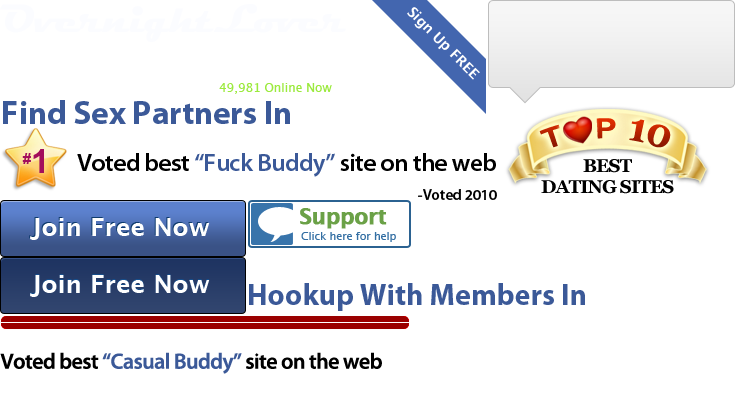 Overnight Lover
Sign Up FREE
49,981 Online Now
Find Sex Partners In
#1
Voted best “Fuck Buddy” site on the web
-Voted 2010
TOP 10
BEST
DATING SITES
Join Free Now
Support
Click here for help
Join Free Now
Hookup With Members In
Voted best “Casual Buddy” site on the web